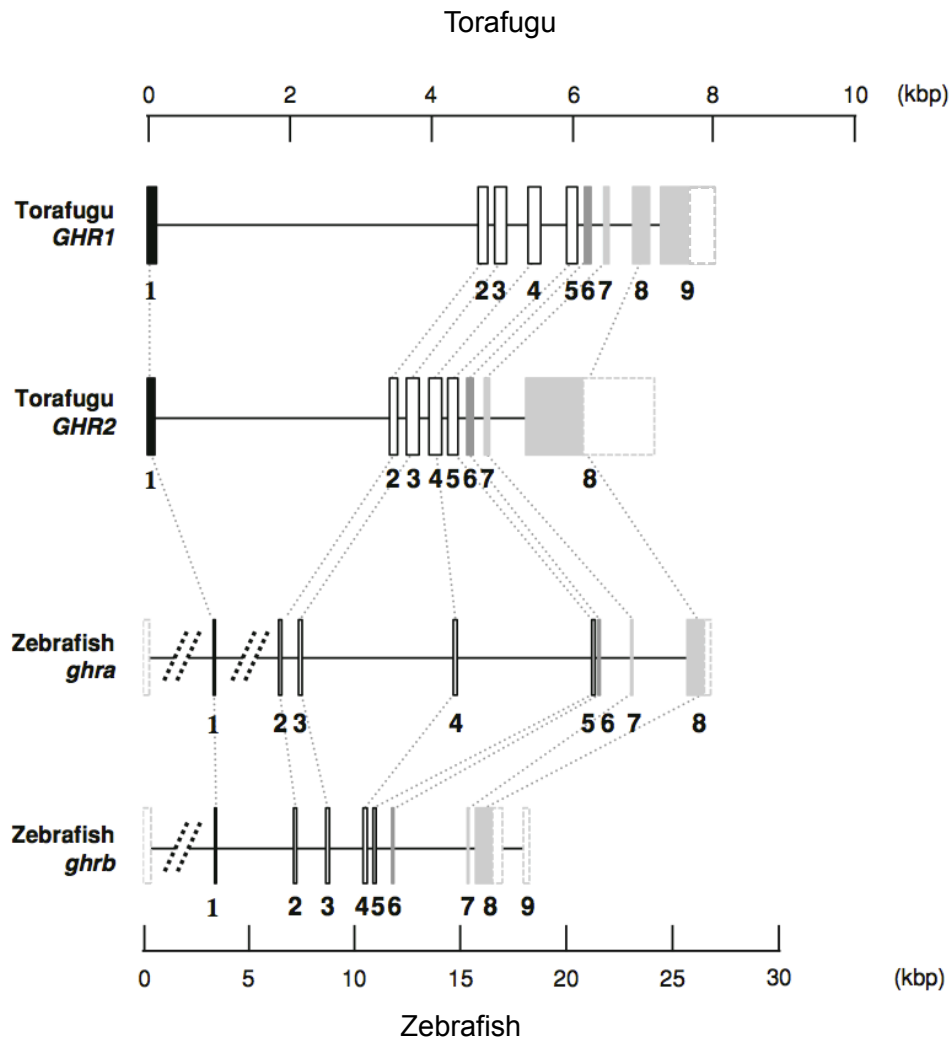 Torafugu
0 2 4 6 8 10 (kbp)
Torafugu
GHR1
1 2 3 4 5 6 7 8 9
Torafugu
GHR2
1 2 3 4 5 6 7 8
Zebrafish
ghra
1 2 3 4 5 6 7 8
Zebrafish
ghrb
1 2 3 4 5 6 7 8 9
0 5 10 15 20 25 30 (kbp)
Zebrafish